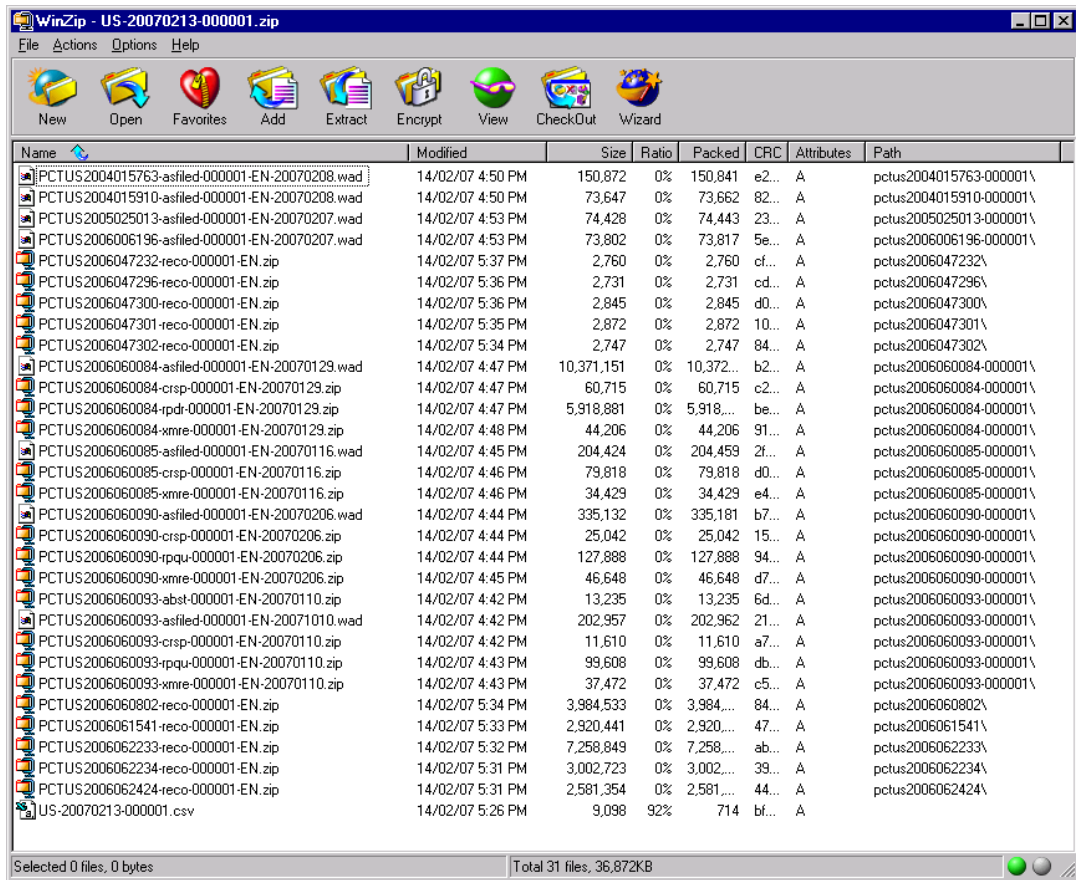 WinZip - US-20070213-000001.zip
File Actions Options Help
New Open Favorites Add Extract Encrypt View CheckOut Wizard
Name Modified Size Ratio Packed CRC Attributes Path
PCTUS2004015763-asfiled-000001-EN-20070208.wad 14/02/07 4:50 PM 150,872 0% 150,841 e2... A pctus2004015763-000001\
PCTUS2004015910-asfiled-000001-EN-20070208.wad 14/02/07 4:50 PM 73,647 0% 73,662 82... A pctus2004015910-000001\
PCTUS2005025013-asfiled-000001-EN-20070207.wad 14/02/07 4:53 PM 74,428 0% 74,443 23... A pctus2005025013-000001\
PCTUS2006006196-asfiled-000001-EN-20070207.wad 14/02/07 4:53 PM 73,802 0% 73,817 5e... A pctus2006006196-000001\
PCTUS2006047232-reco-000001-EN.zip 14/02/07 5:37 PM 2,760 0% 2,760 cf... A pctus2006047232\
PCTUS2006047296-reco-000001-EN.zip 14/02/07 5:36 PM 2,731 0% 2,731 cd... A pctus2006047296\
PCTUS2006047300-reco-000001-EN.zip 14/02/07 5:36 PM 2,845 0% 2,845 d0... A pctus2006047300\
PCTUS2006047301-reco-000001-EN.zip 14/02/07 5:35 PM 2,872 0% 2,872 10... A pctus2006047301\
PCTUS2006047302-reco-000001-EN.zip 14/02/07 5:34 PM 2,747 0% 2,747 84... A pctus2006047302\
PCTUS2006060084-asfiled-000001-EN-20070129.wad 14/02/07 4:47 PM 10,371,151 0% 10,372... b2... A pctus2006060084-000001\
PCTUS2006060084-crsp-000001-EN-20070129.zip 14/02/07 4:47 PM 60,715 0% 60,715 c2... A pctus2006060084-000001\
PCTUS2006060084-rpdr-000001-EN-20070129.zip 14/02/07 4:47 PM 5,918,881 0% 5,918,... be... A pctus2006060084-000001\
PCTUS2006060084-xmre-000001-EN-20070129.zip 14/02/07 4:48 PM 44,206 0% 44,206 91... A pctus2006060084-000001\
PCTUS2006060085-asfiled-000001-EN-20070116.wad 14/02/07 4:45 PM 204,424 0% 204,459 2f... A pctus2006060085-000001\
PCTUS2006060085-crsp-000001-EN-20070116.zip 14/02/07 4:46 PM 79,818 0% 79,818 d0... A pctus2006060085-000001\
PCTUS2006060085-xmre-000001-EN-20070116.zip 14/02/07 4:46 PM 34,429 0% 34,429 e4... A pctus2006060085-000001\
PCTUS2006060090-asfiled-000001-EN-20070206.wad 14/02/07 4:44 PM 335,132 0% 335,181 b7... A pctus2006060090-000001\
PCTUS2006060090-crsp-000001-EN-20070206.zip 14/02/07 4:44 PM 25,042 0% 25,042 15... A pctus2006060090-000001\
PCTUS2006060090-rpqu-000001-EN-20070206.zip 14/02/07 4:44 PM 127,888 0% 127,888 94... A pctus2006060090-000001\
PCTUS2006060090-xmre-000001-EN-20070206.zip 14/02/07 4:45 PM 46,648 0% 46,648 d7... A pctus2006060090-000001\
PCTUS2006060093-abst-000001-EN-20070110.zip 14/02/07 4:42 PM 13,235 0% 13,235 6d... A pctus2006060093-000001\
PCTUS2006060093-asfiled-000001-EN-20071010.wad 14/02/07 4:42 PM 202,957 0% 202,962 21... A pctus2006060093-000001\
PCTUS2006060093-crsp-000001-EN-20070110.zip 14/02/07 4:42 PM 11,610 0% 11,610 a7... A pctus2006060093-000001\
PCTUS2006060093-rpqu-000001-EN-20070110.zip 14/02/07 4:43 PM 99,608 0% 99,608 db... A pctus2006060093-000001\
PCTUS2006060093-xmre-000001-EN-20070110.zip 14/02/07 4:43 PM 37,472 0% 37,472 c5... A pctus2006060093-000001\
PCTUS2006060802-reco-000001-EN.zip 14/02/07 5:34 PM 3,984,533 0% 3,984,... 84... A pctus2006060802\
PCTUS2006061541-reco-000001-EN.zip 14/02/07 5:33 PM 2,920,441 0% 2,920,... 47... A pctus2006061541\
PCTUS2006062233-reco-000001-EN.zip 14/02/07 5:32 PM 7,258,849 0% 7,258,... ab... A pctus2006062233\
PCTUS2006062234-reco-000001-EN.zip 14/02/07 5:31 PM 3,002,723 0% 3,002,... 39... A pctus2006062234\
PCTUS2006062424-reco-000001-EN.zip 14/02/07 5:31 PM 2,581,354 0% 2,581,... 44... A pctus2006062424\
US-20070213-000001.csv 14/02/07 5:26 PM 9,098 92% 714 bf... A
Selected 0 files, 0 bytes Total 31 files, 36,872KB